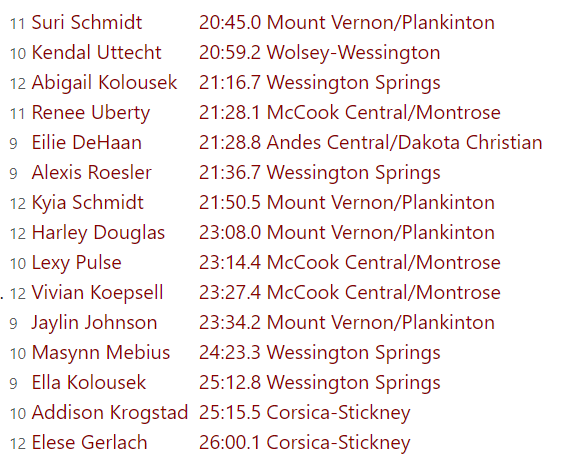 11 Suri Schmidt 20:45.0 Mount Vernon/Plankinton
10 Kendal Uttecht 20:59.2 Wolsey-Wessington
12 Abigail Kolousek 21:16.7 Wessington Springs
11 Renee Uberty 21:28.1 McCook Central/Montrose
9 Eilie DeHaan 21:28.8 Andes Central/Dakota Christian
9 Alexis Roesler 21:36.7 Wessington Springs
12 Kyia Schmidt 21:50.5 Mount Vernon/Plankinton
12 Harley Douglas 23:08.0 Mount Vernon/Plankinton
10 Lexy Pulse 23:14.4 McCook Central/Montrose
. 12 Vivian Koepsell 23:27.4 McCook Central/Montrose
9 Jaylin Johnson 23:34.2 Mount Vernon/Plankinton
10 Masynn Mebius 24:23.3 Wessington Springs
9 Ella Kolousek 25:12.8 Wessington Springs
10 Addison Krogstad 25:15.5 Corsica-Stickney
12 Elese Gerlach 26:00.1 Corsica-Stickney